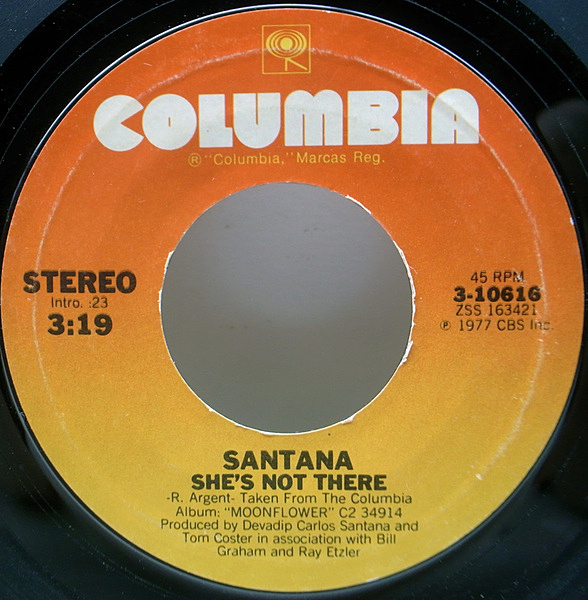 COLUMBIA
® "Columbia," Marcas Reg.
STEREO
Intro. :23
3:19
45 RPM
3-10616
ZSS 163421
℗ 1977 CBS Inc.
SANTANA
SHE'S NOT THERE
-R. Argent- Taken From The Columbia
Album: "MOONFLOWER" C2 34914
Produced by Devadip Carlos Santana and
Tom Coster in association with Bill
Graham and Ray Etzler